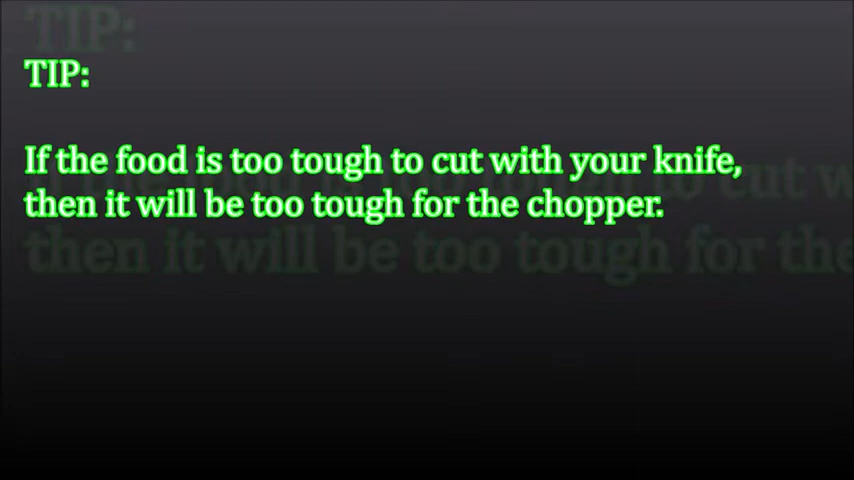 TIP:
If the food is too tough to cut with your knife,
then it will be too tough for the chopper.